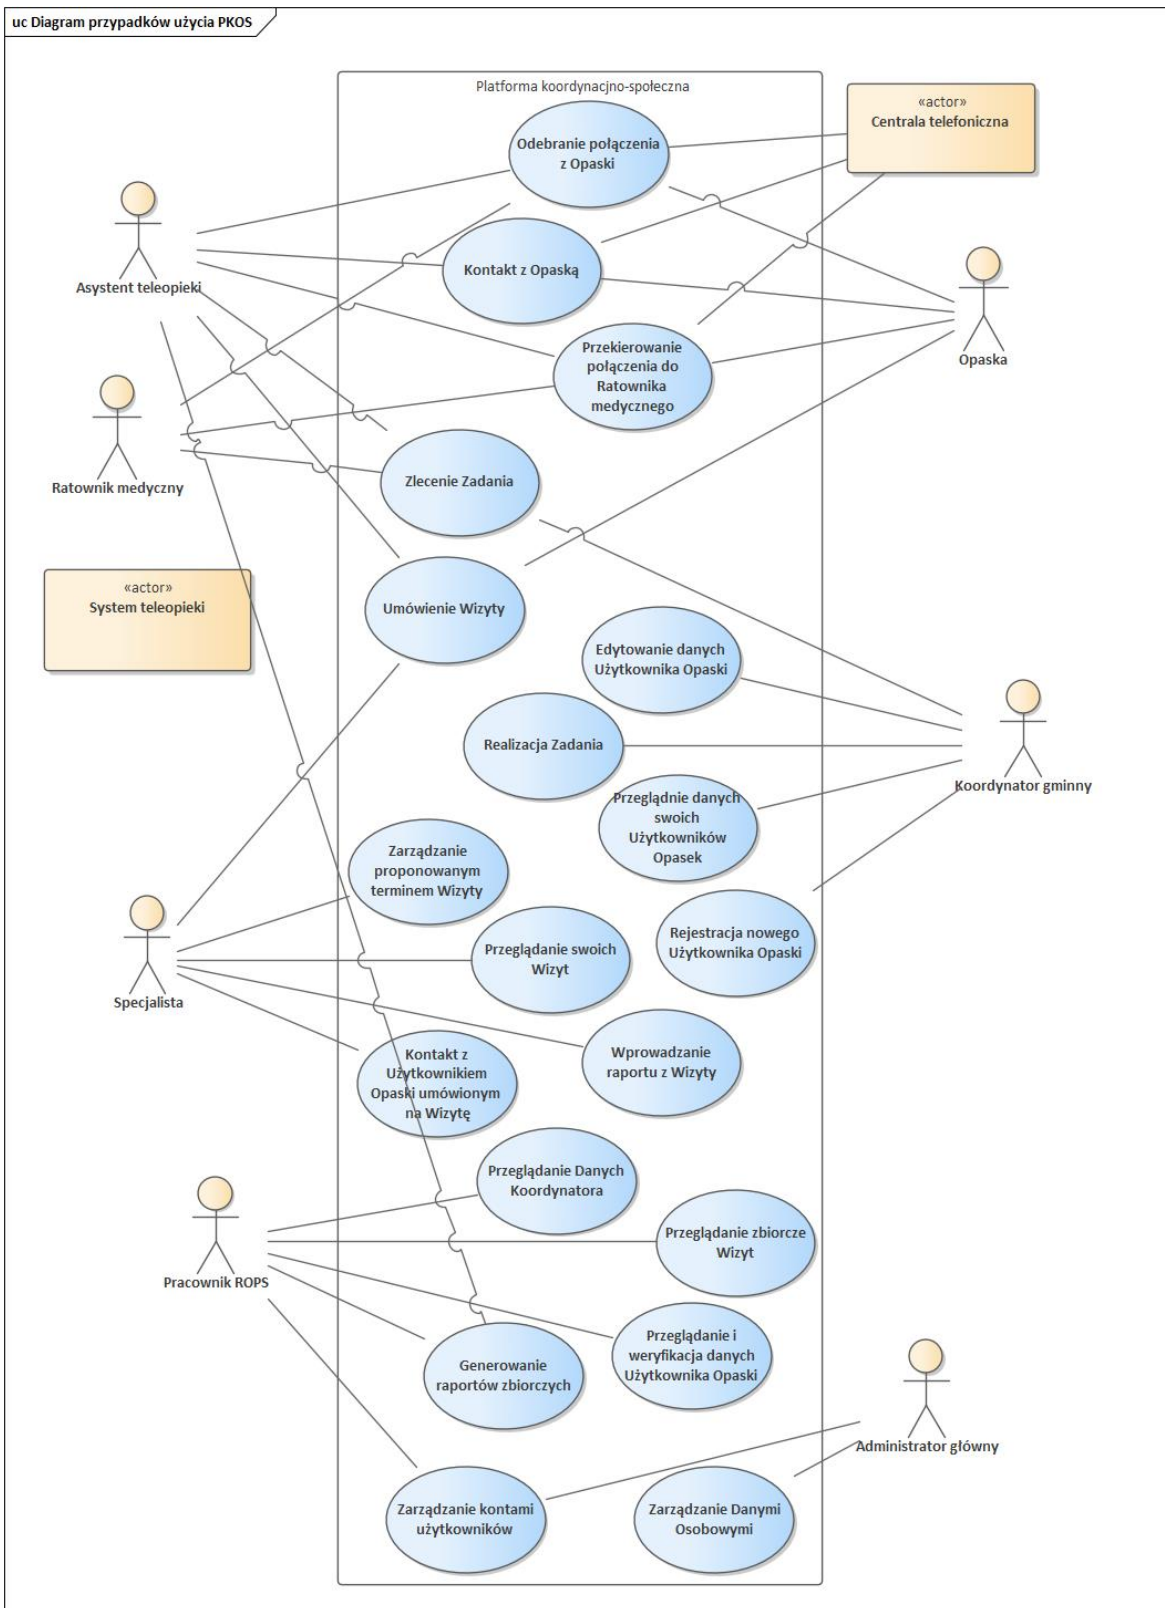 uc Diagram przypadków użycia PKOS
Platforma koordynacjno-społeczna
«actor»
Centrala telefoniczna
Odebranie połączenia
z Opaski
Asystent teleopieki
Kontakt z Opaską
Opaska
Przekierowanie
połączenia do
Ratownika
medycznego
Ratownik medyczny
Zlecenie Zadania
«actor»
System teleopieki
Umówienie Wizyty
Edytowanie danych
Użytkownika Opaski
Realizacja Zadania
Koordynator gminny
Przeglądnie danych
swoich
Użytkowników
Opasek
Zarządzanie
proponowanym
terminem Wizyty
Rejestracja nowego
Użytkownika Opaski
Przeglądanie swoich
Wizyt
Specjalista
Wprowadzanie
raportu z Wizyty
Kontakt z
Użytkownikiem
Opaski umówionym
na Wizytę
Przeglądanie Danych
Koordynatora
Przeglądanie zbiorcze
Wizyt
Pracownik ROPS
Przeglądanie i
weryfikacja danych
Użytkownika Opaski
Generowanie
raportów zbiorczych
Administrator główny
Zarządzanie kontami
użytkowników
Zarządzanie Danymi
Osobowymi